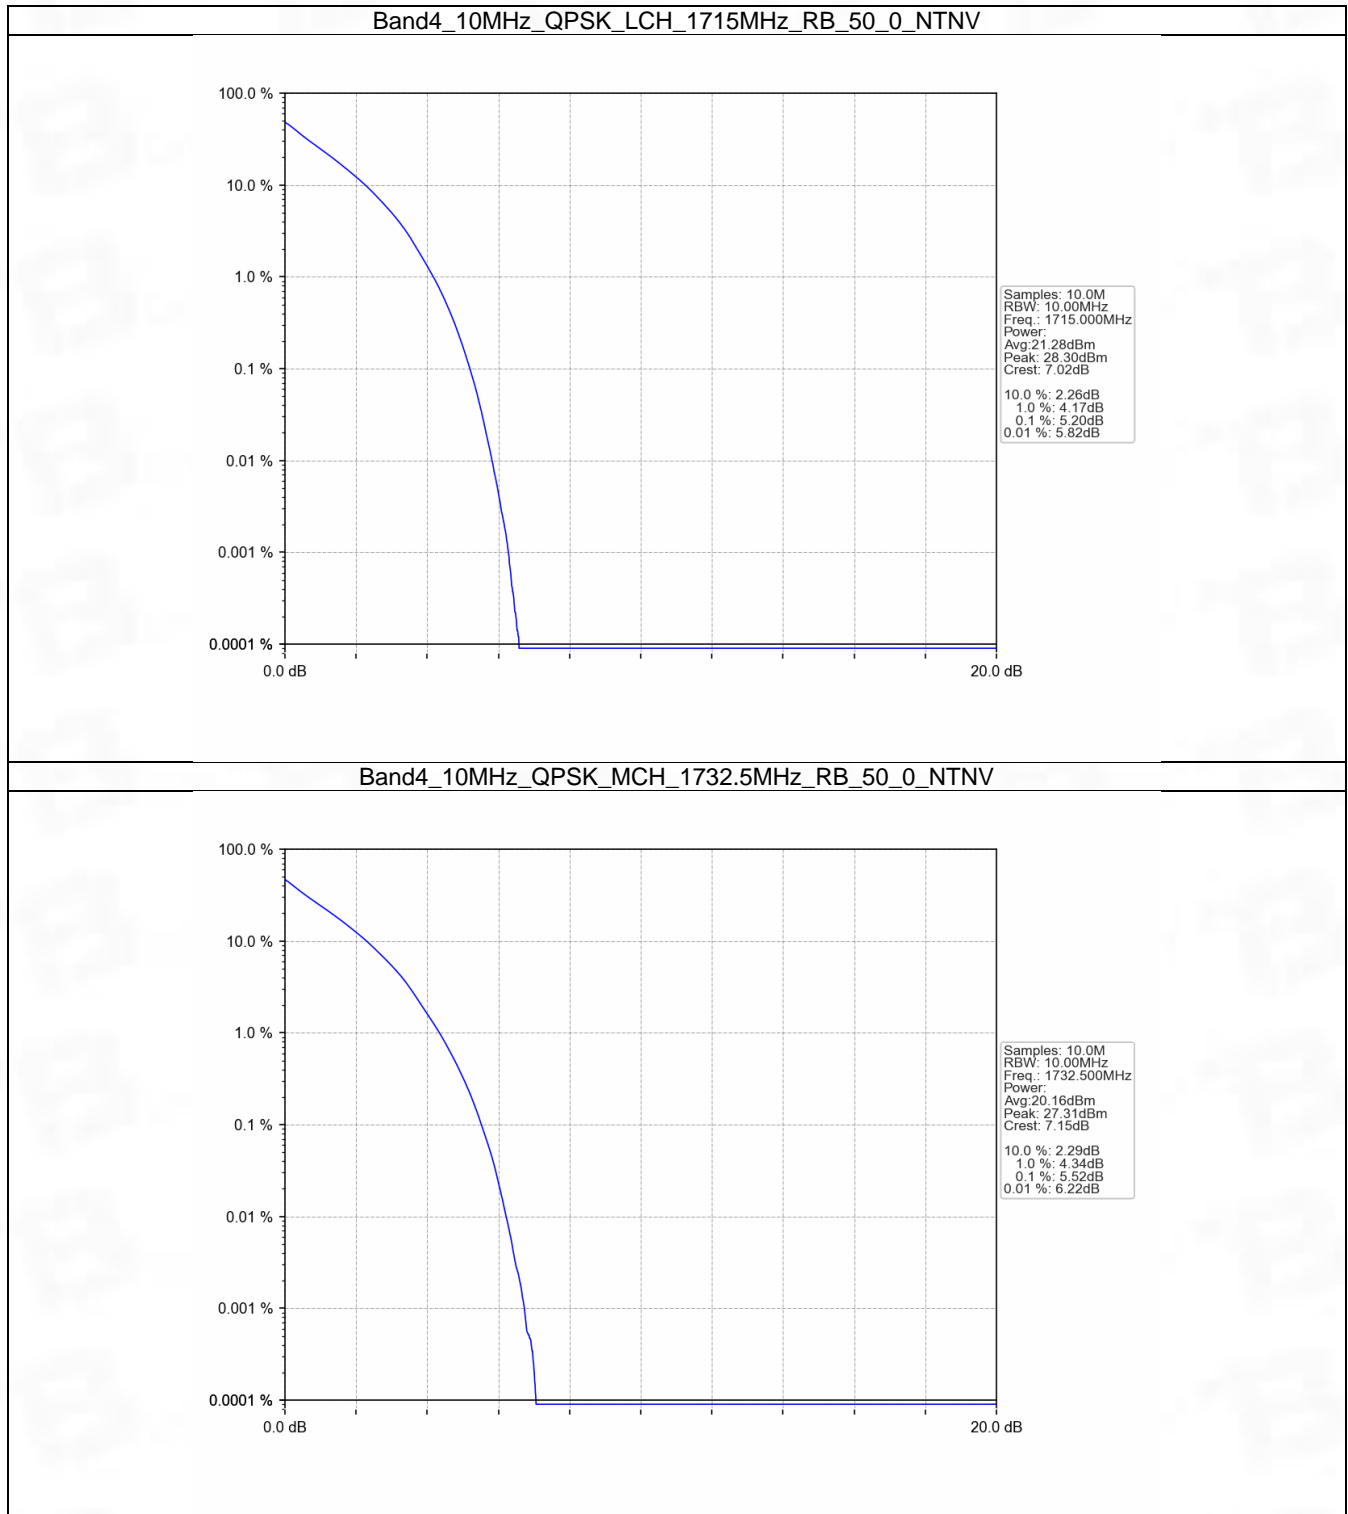 Band4_10MHz_QPSK_LCH_1715MHz_RB_50_0_NTNV
100.0 %
10.0 %
1.0 %
0.1 %
0.01 %
0.001 %
0.0001 %
0.0 dB
20.0 dB
Samples: 10.0M
RBW: 10.00MHz
Freq.: 1715.000MHz
Power:
Avg:21.28dBm
Peak: 28.30dBm
Crest: 7.02dB
10.0 %: 2.26dB
1.0 %: 4.17dB
0.1 %: 5.20dB
0.01 %: 5.82dB
Band4_10MHz_QPSK_MCH_1732.5MHz_RB_50_0_NTNV
100.0 %
10.0 %
1.0 %
0.1 %
0.01 %
0.001 %
0.0001 %
0.0 dB
20.0 dB
Samples: 10.0M
RBW: 10.00MHz
Freq.: 1732.500MHz
Power:
Avg:20.16dBm
Peak: 27.31dBm
Crest: 7.15dB
10.0 %: 2.29dB
1.0 %: 4.34dB
0.1 %: 5.52dB
0.01 %: 6.22dB